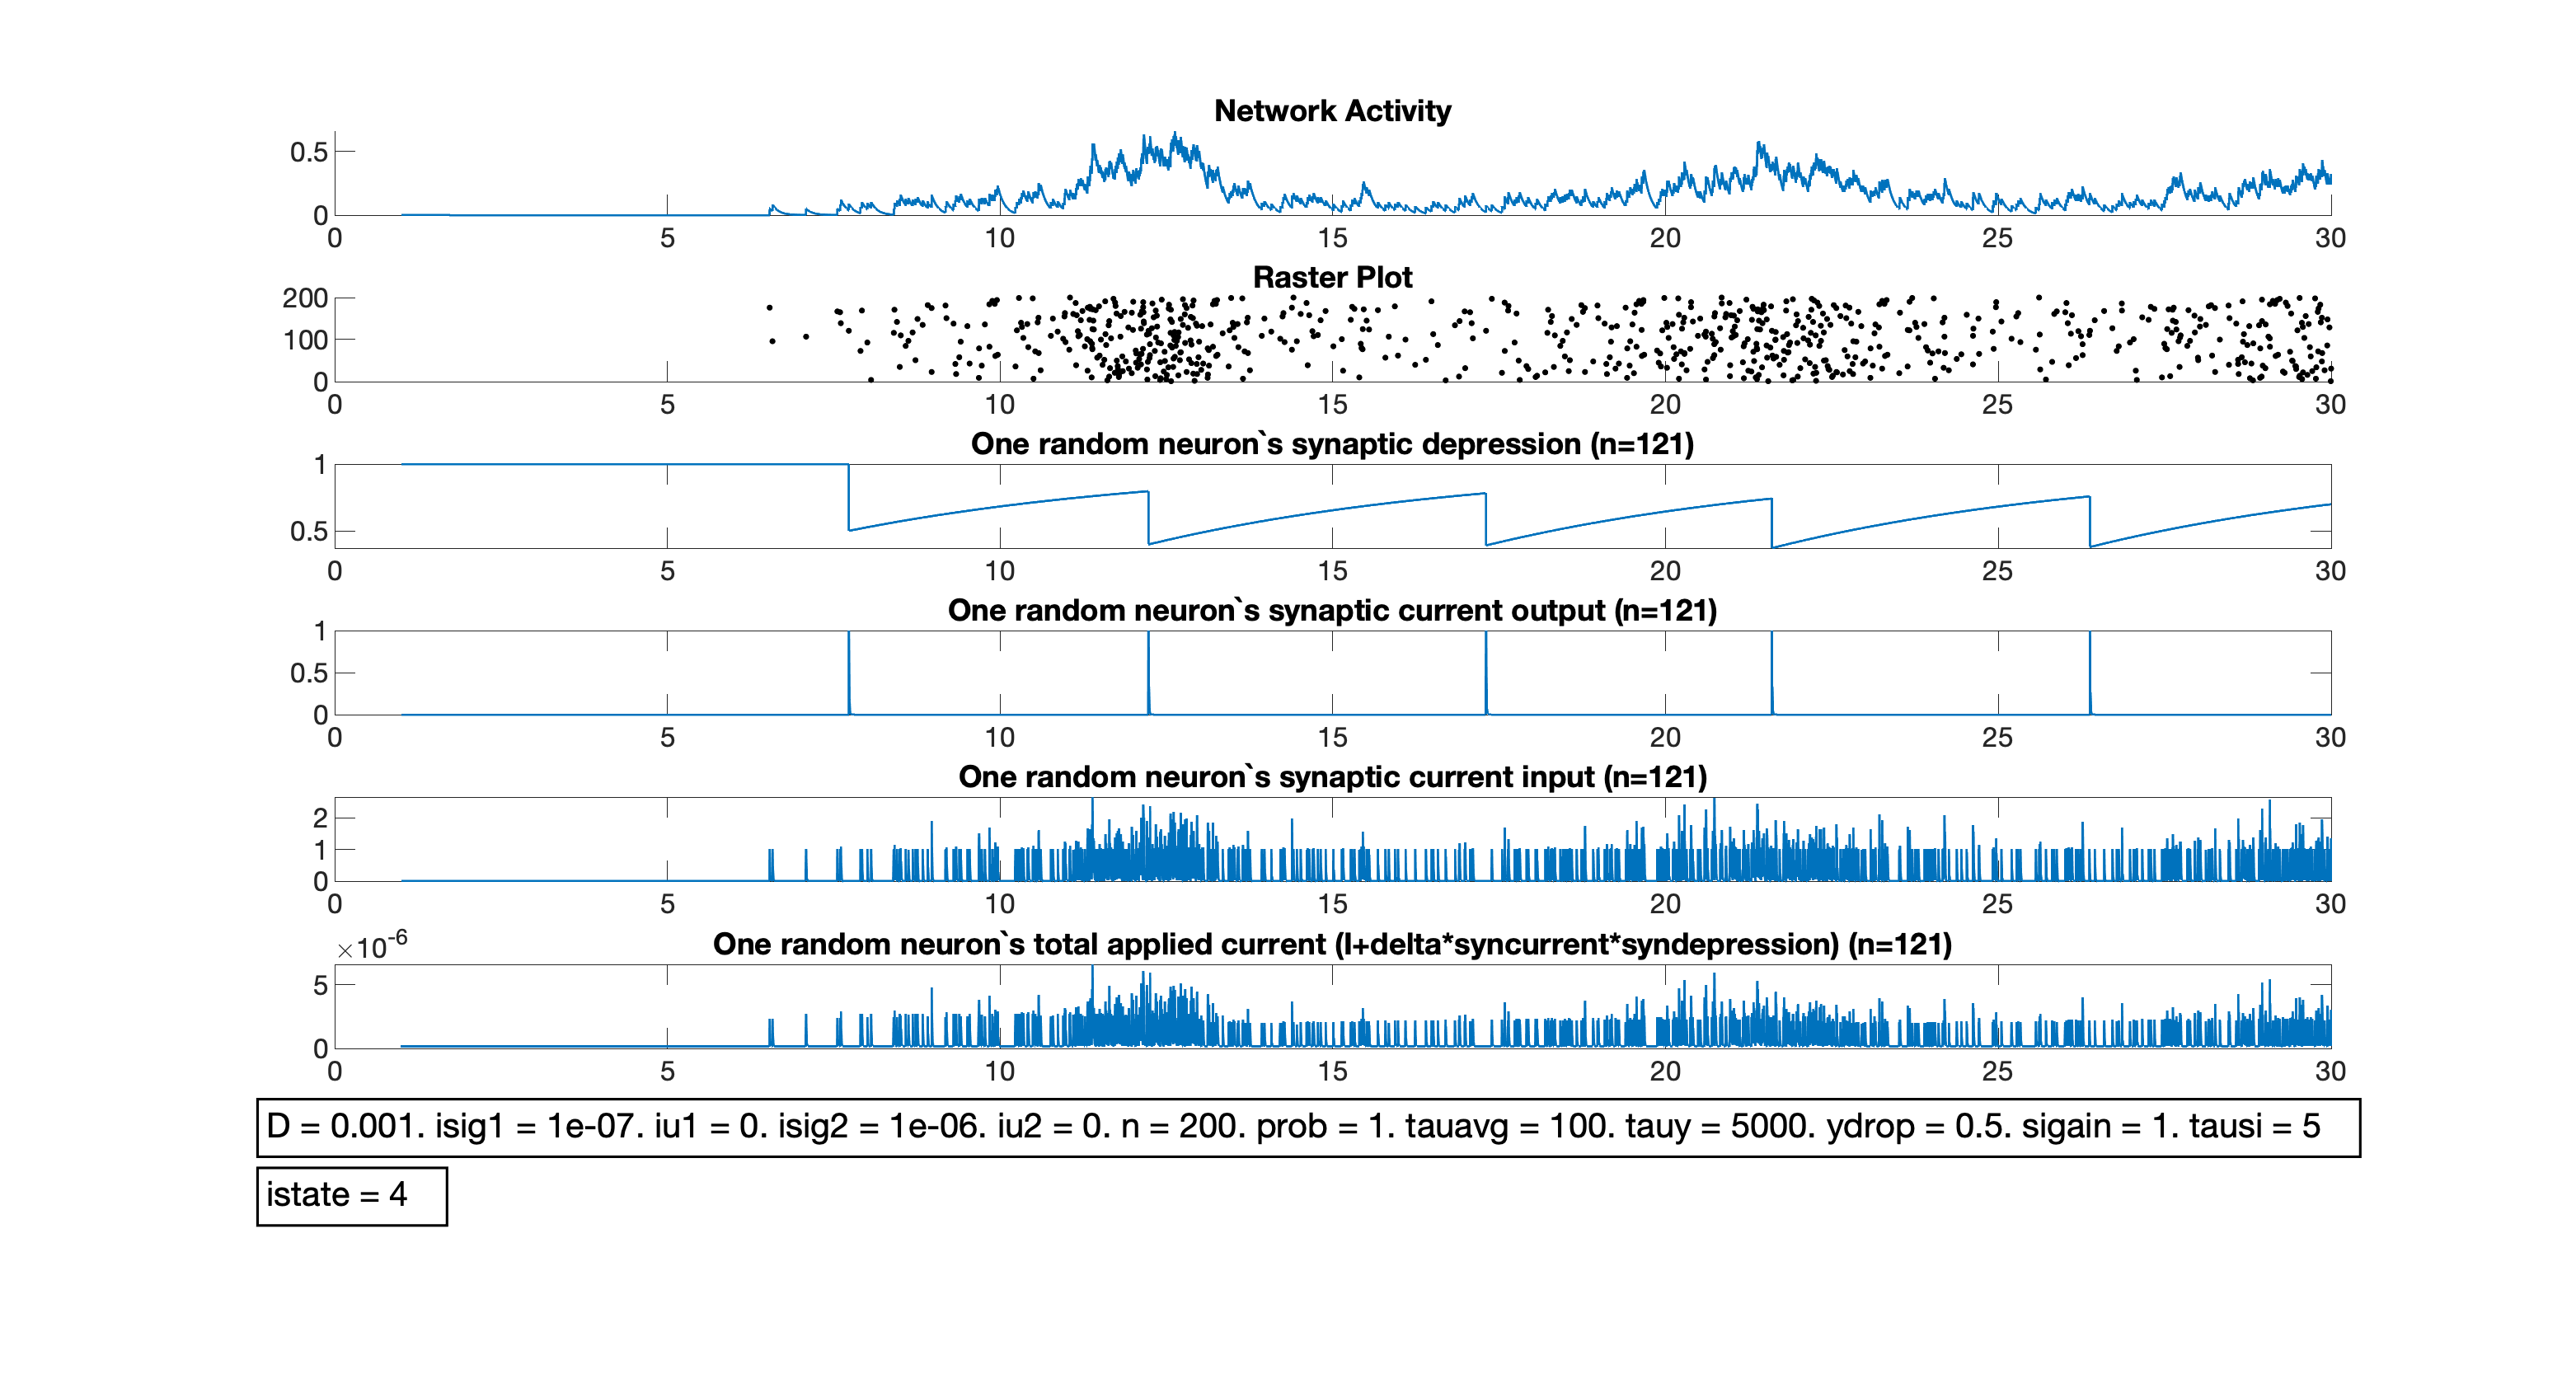 Network Activity
0.5
0
0 5 10 15 20 25 30
Raster Plot
200
100
0
0 5 10 15 20 25 30
One random neuron`s synaptic depression (n=121)
1
0.5
0 5 10 15 20 25 30
One random neuron`s synaptic current output (n=121)
1
0.5
0
0 5 10 15 20 25 30
One random neuron`s synaptic current input (n=121)
2
1
0
0 5 10 15 20 25 30
×10⁻⁶
One random neuron`s total applied current (I+delta*syncurrent*syndepression) (n=121)
5
0
0 5 10 15 20 25 30
D = 0.001. isig1 = 1e-07. iu1 = 0. isig2 = 1e-06. iu2 = 0. n = 200. prob = 1. tauavg = 100. tauy = 5000. ydrop = 0.5. sigain = 1. tausi = 5
istate = 4